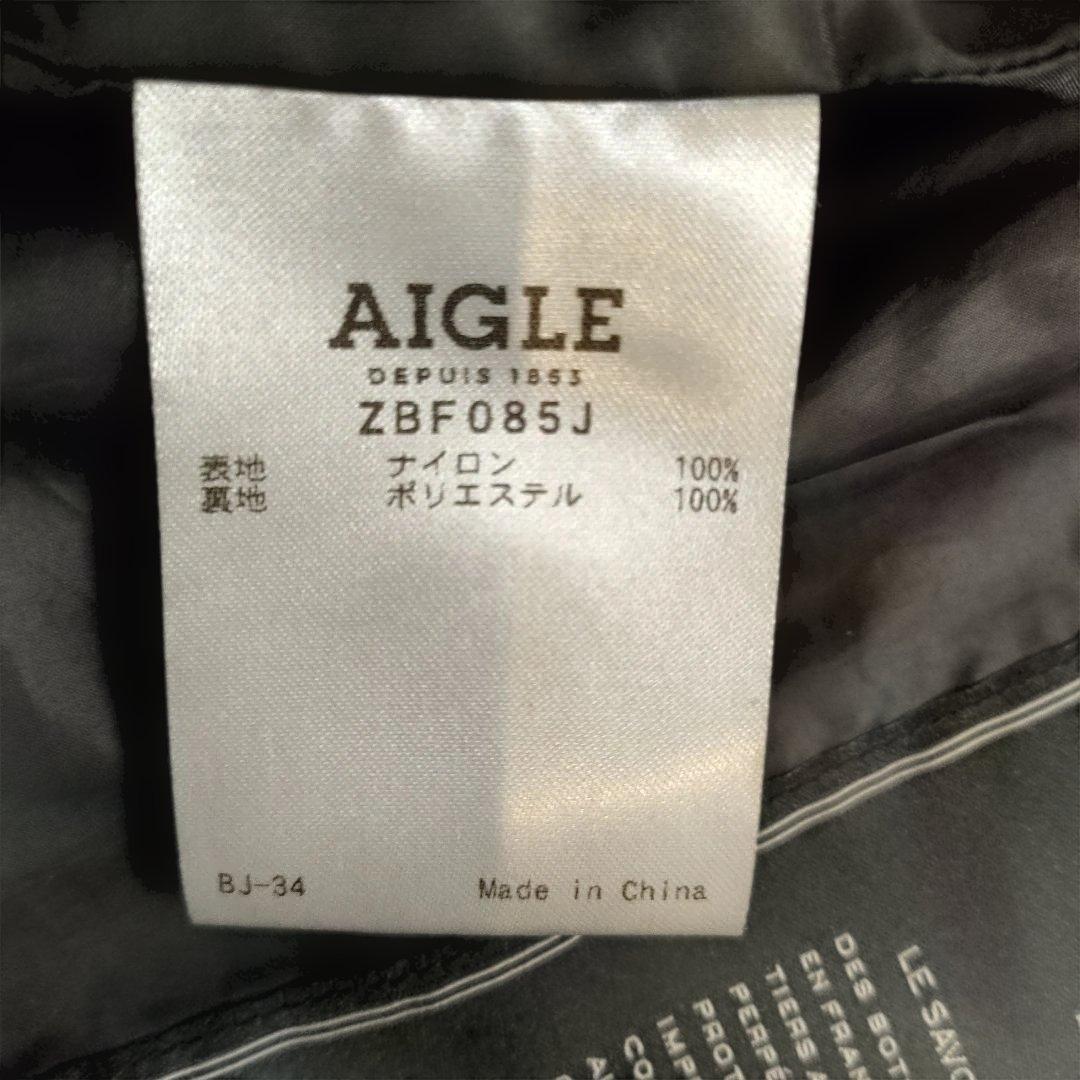 AIGLE
DEPUIS 1853
ZBF085J
表地 ナイロン 100%
裏地 ポリエステル 100%
BJ-34 Made in China
LE SAVO
DES BOT
EN FRAN
TIERS A
PERPÉ
PROT
IMP
CO